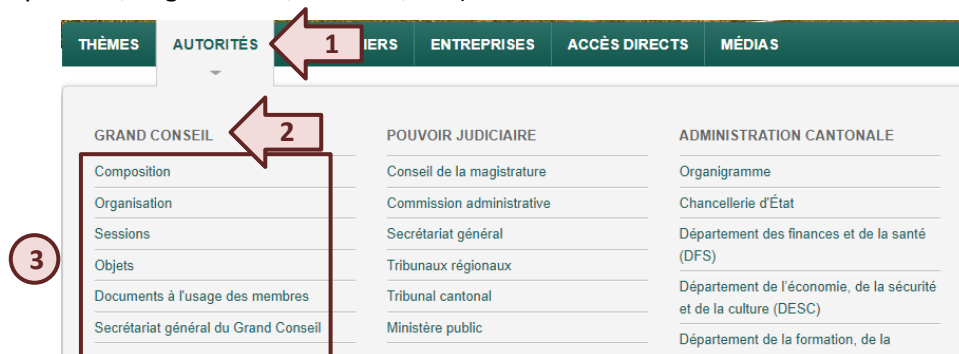 THÈMES AUTORITÉS 1 IERS ENTREPRISES ACCÈS DIRECTS MÉDIAS
GRAND CONSEIL 2
Composition
Organisation
Sessions
3
Objets
Documents à l'usage des membres
Secrétariat général du Grand Conseil
POUVOIR JUDICIAIRE
Conseil de la magistrature
Commission administrative
Secrétariat général
Tribunaux régionaux
Tribunal cantonal
Ministère public
ADMINISTRATION CANTONALE
Organigramme
Chancellerie d'État
Département des finances et de la santé
(DFS)
Département de l'économie, de la sécurité
et de la culture (DESC)
Département de la formation, de la